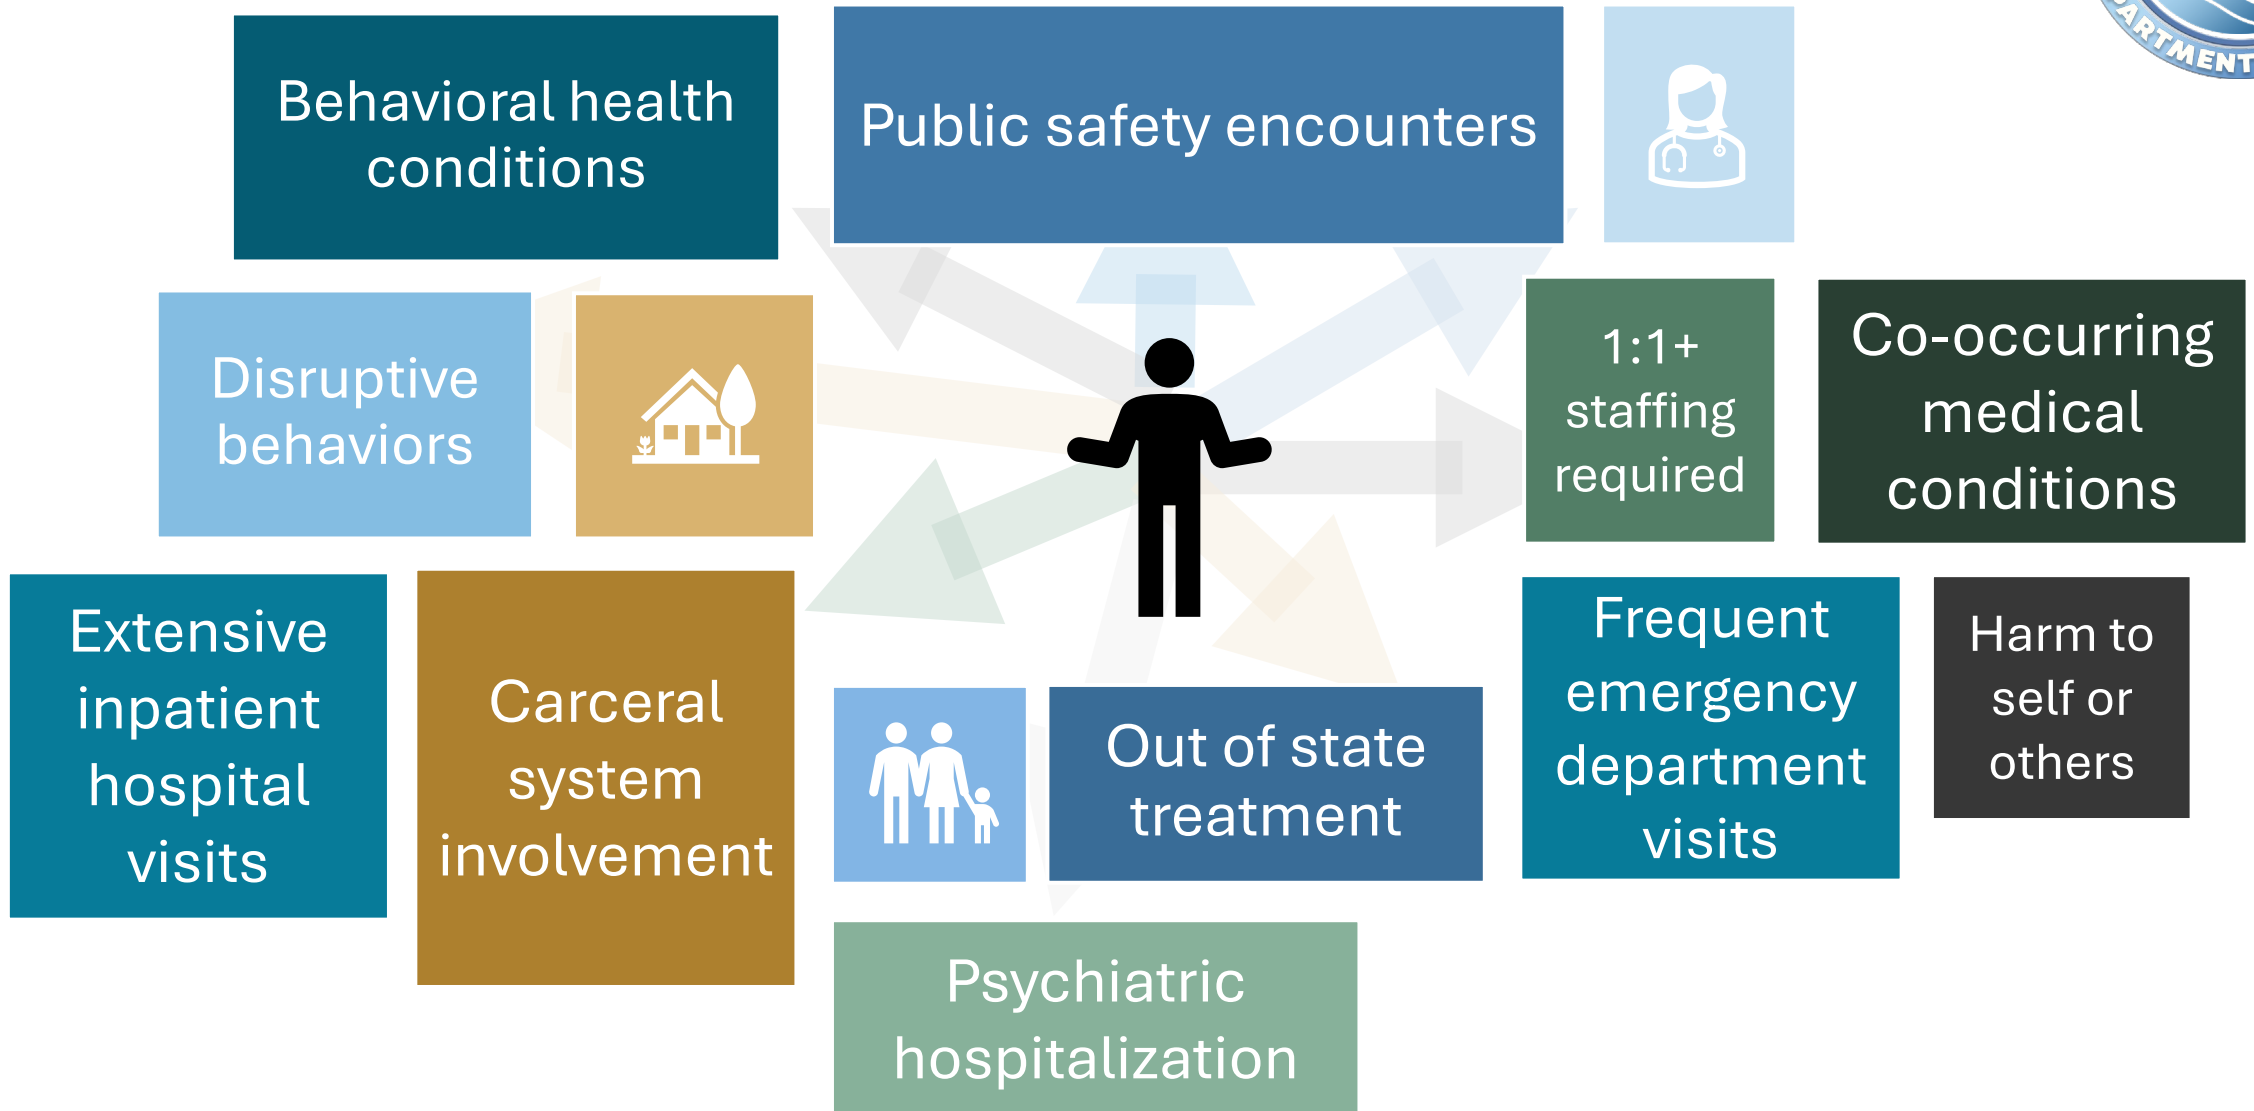 PARTMENT
Behavioral health
conditions
Public safety encounters
Disruptive
behaviors
1:1+
staffing
required
Co-occurring
medical
conditions
Extensive
inpatient
hospital
visits
Carceral
system
involvement
Out of state
treatment
Frequent
emergency
department
visits
Harm to
self or
others
Psychiatric
hospitalization